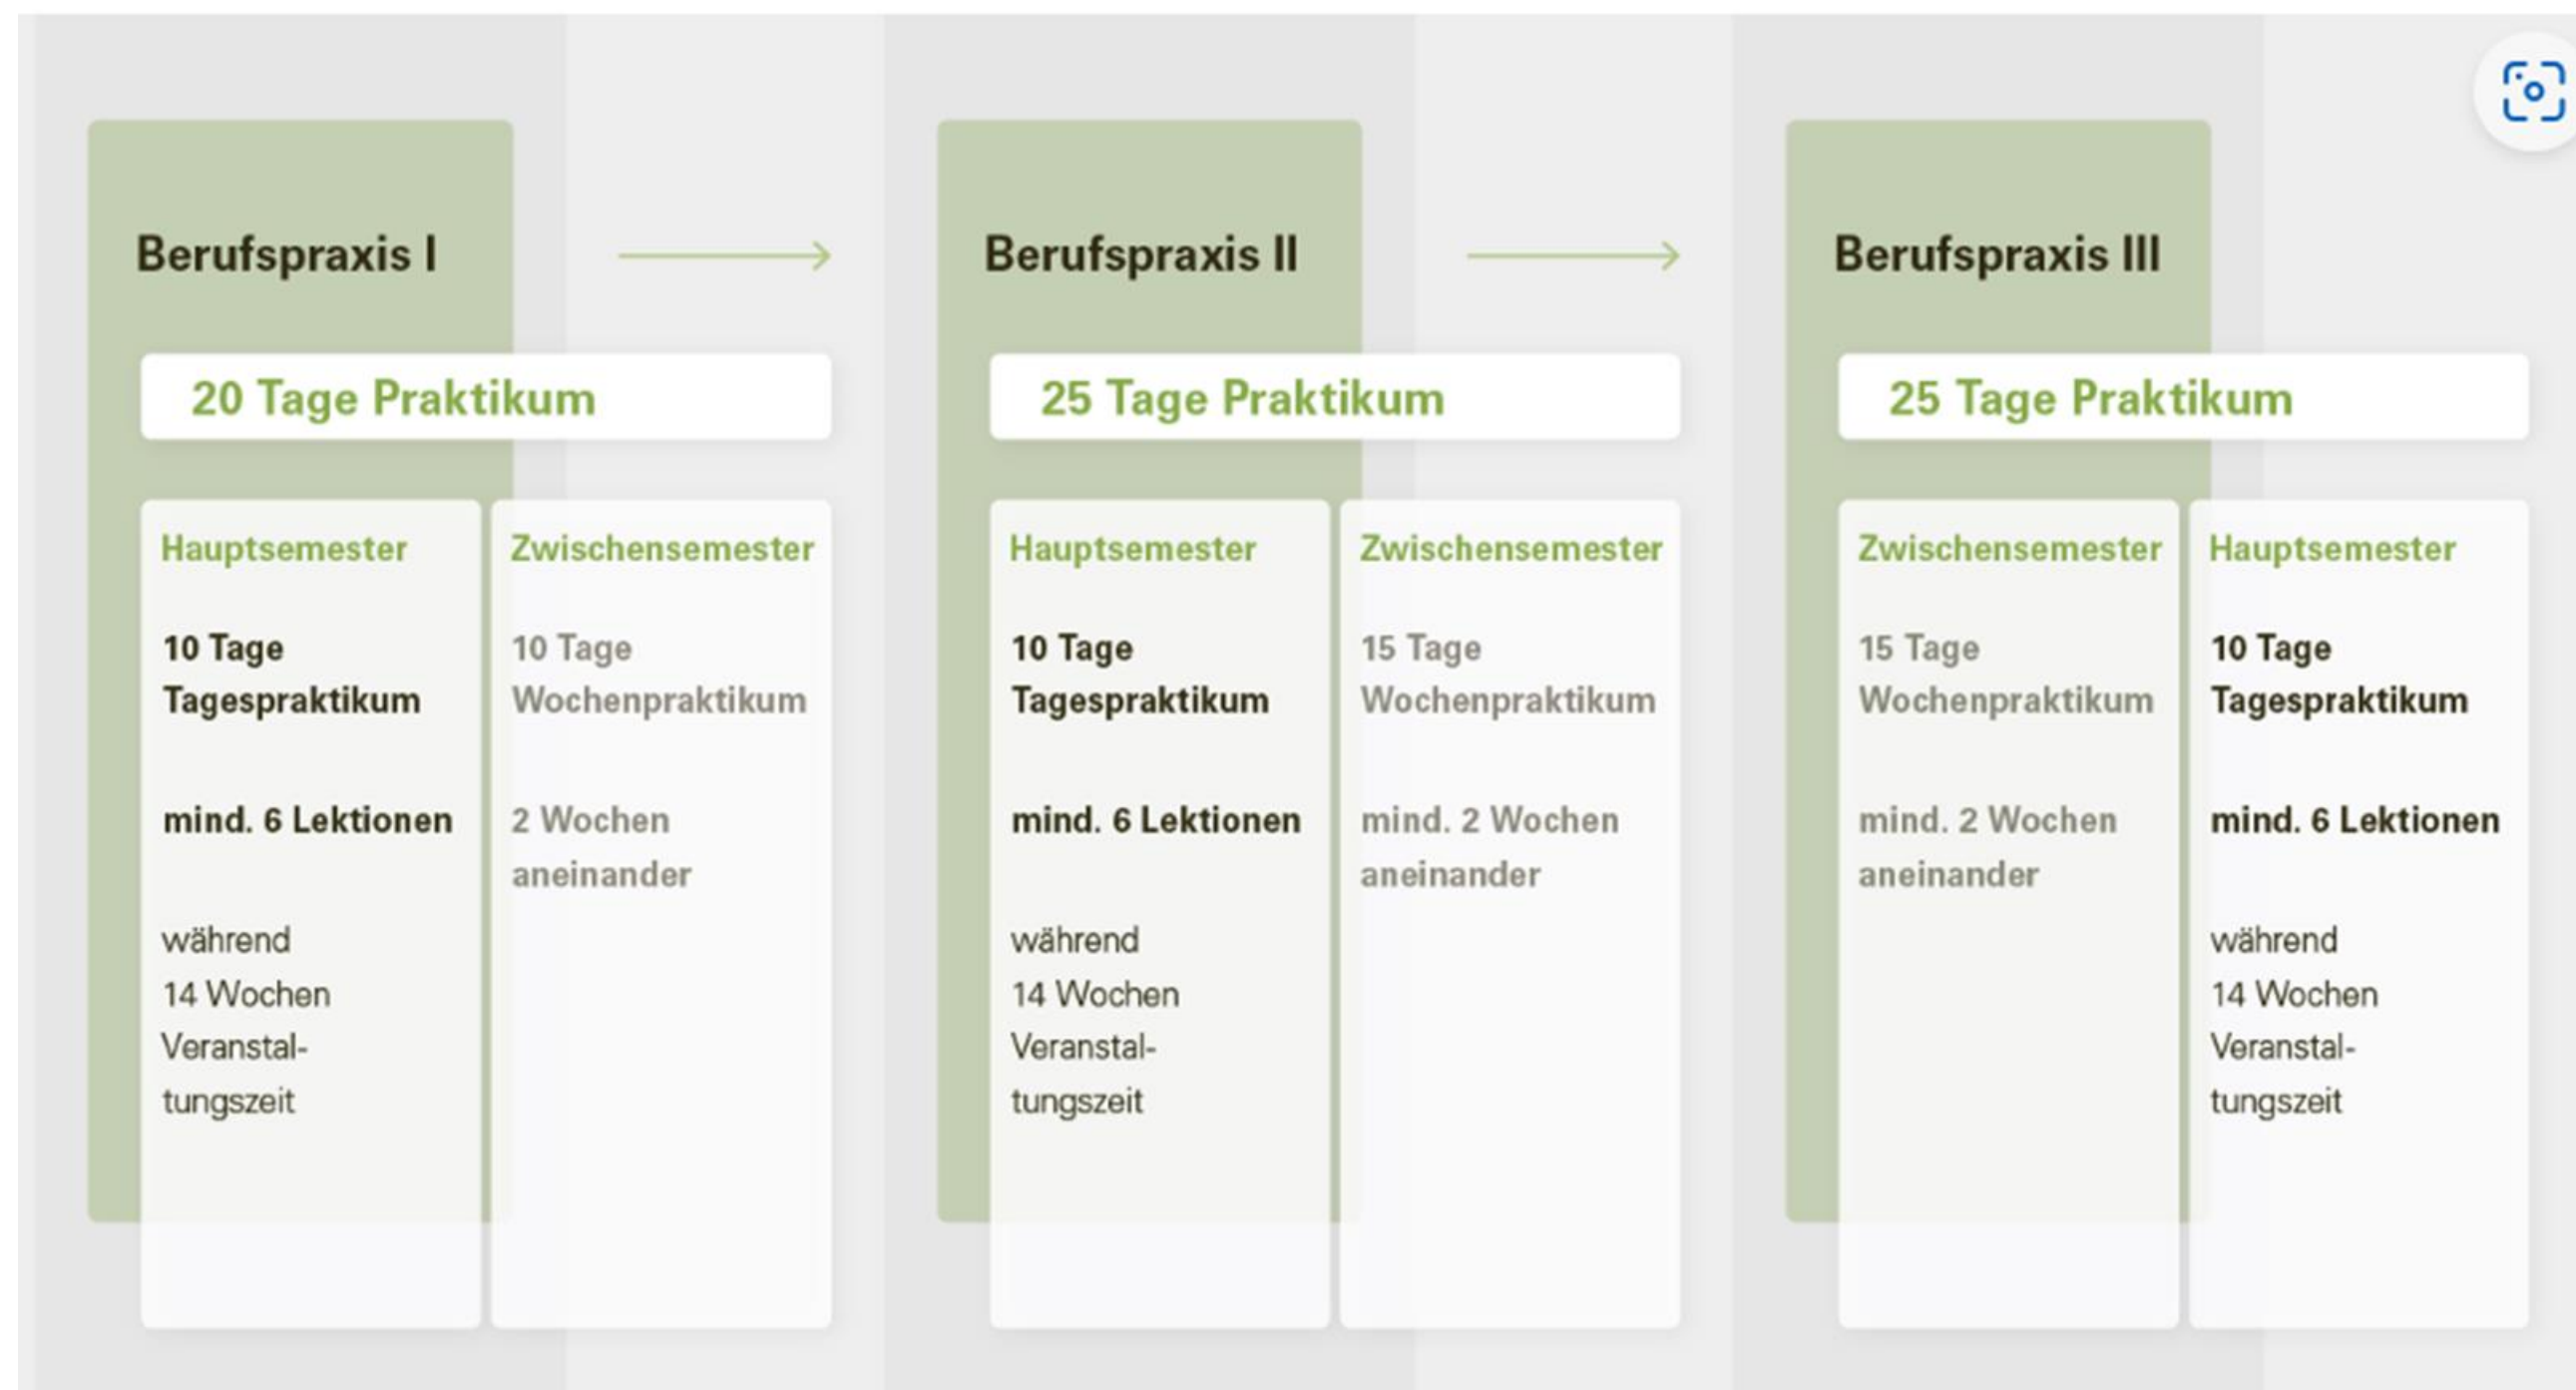 Berufspraxis I
20 Tage Praktikum
Hauptsemester
10 Tage
Tagespraktikum
mind. 6 Lektionen
während
14 Wochen
Veranstal-
tungszeit
Zwischensemester
10 Tage
Wochenpraktikum
2 Wochen
aneinander
Berufspraxis II
25 Tage Praktikum
Hauptsemester
10 Tage
Tagespraktikum
mind. 6 Lektionen
während
14 Wochen
Veranstal-
tungszeit
Zwischensemester
15 Tage
Wochenpraktikum
mind. 2 Wochen
aneinander
Berufspraxis III
25 Tage Praktikum
Zwischensemester
15 Tage
Wochenpraktikum
mind. 2 Wochen
aneinander
Hauptsemester
10 Tage
Tagespraktikum
mind. 6 Lektionen
während
14 Wochen
Veranstal-
tungszeit